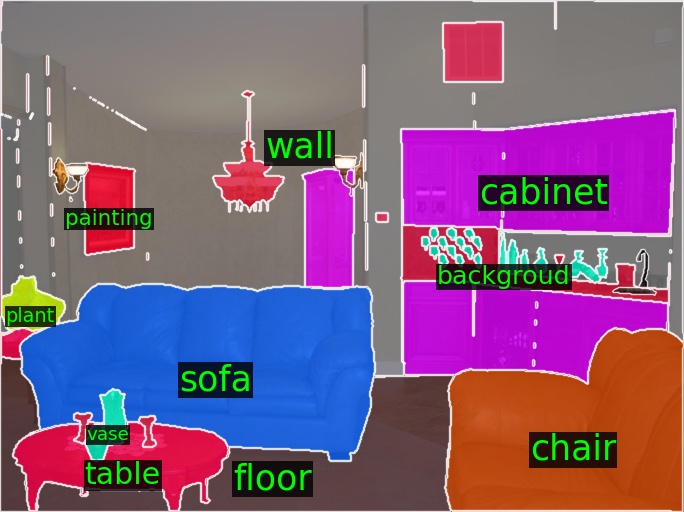 wall
cabinet
painting
backgroud
plant
sofa
vase
chair
table
floor